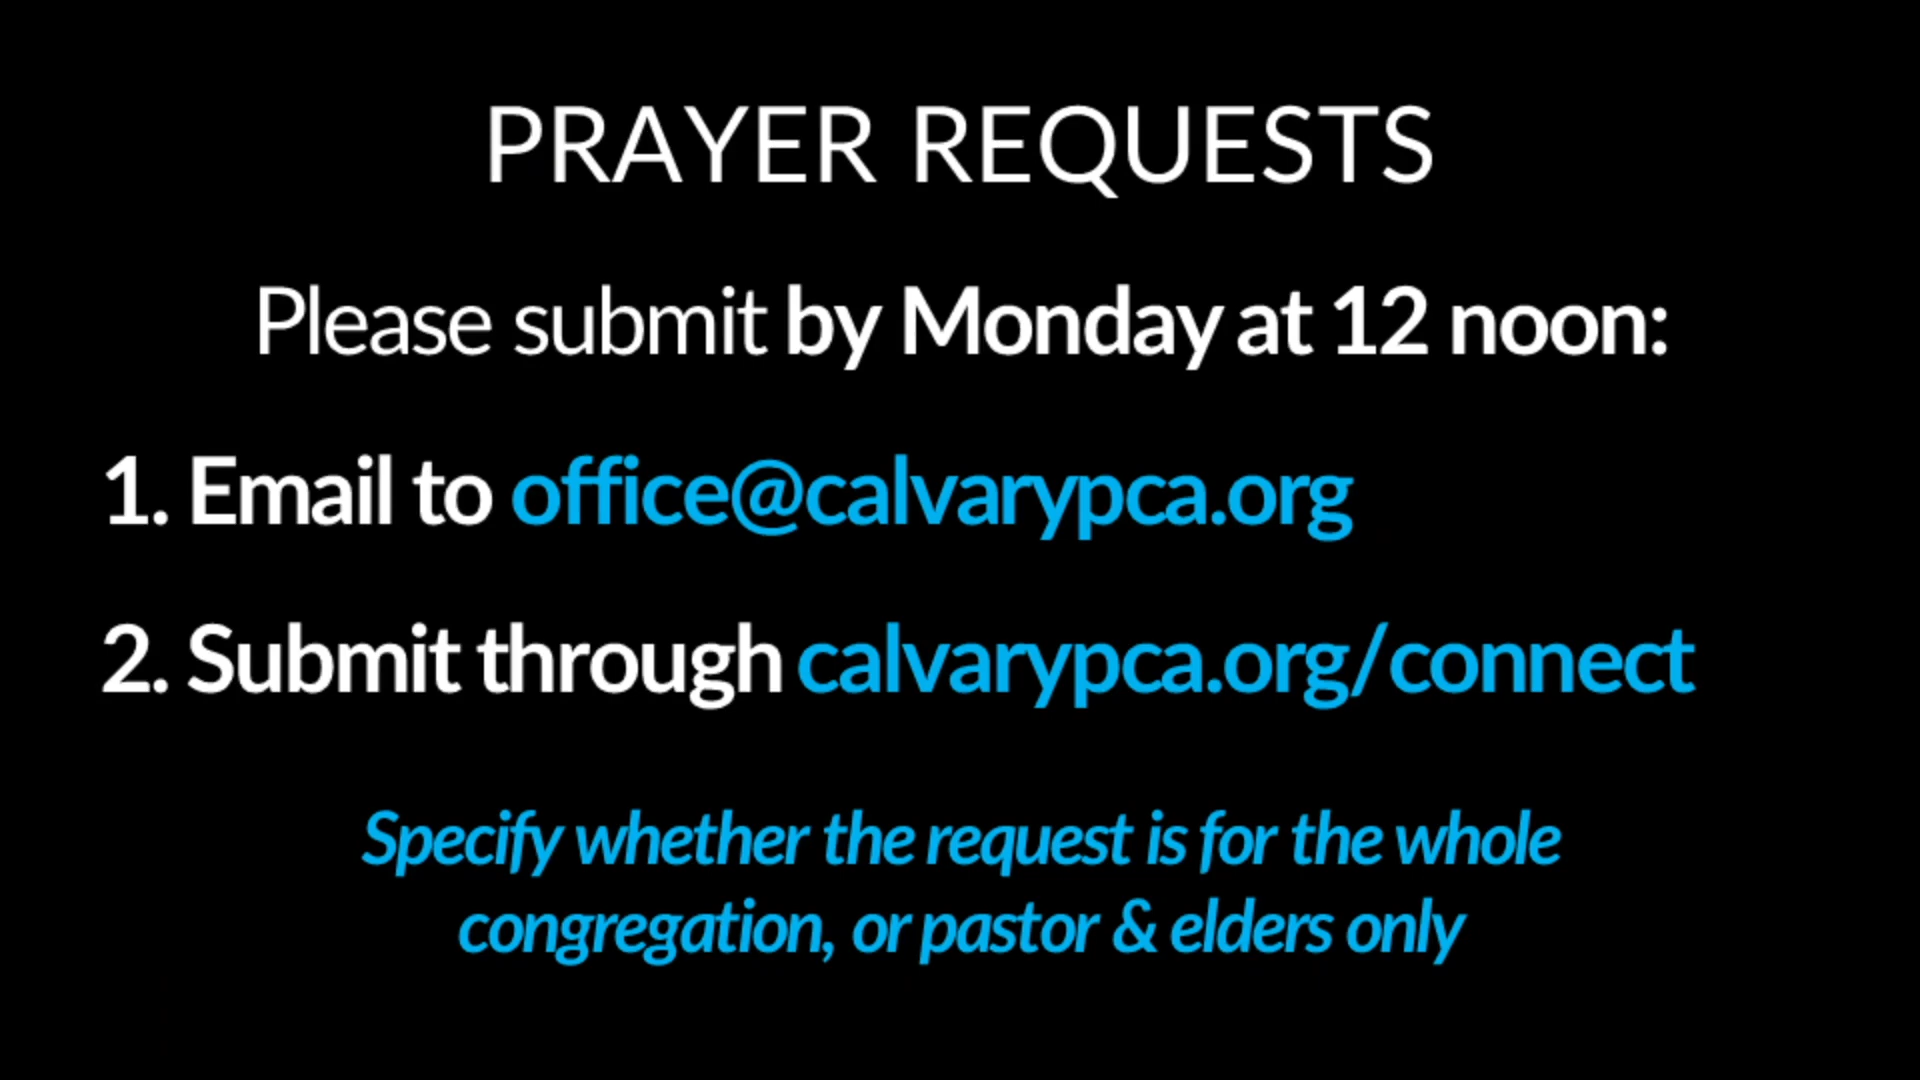 PRAYER REQUESTS
Please submit by Monday at 12 noon:
1. Email to office@calvarypca.org
2. Submit through calvarypca.org/connect
Specify whether the request is for the whole
congregation, or pastor & elders only